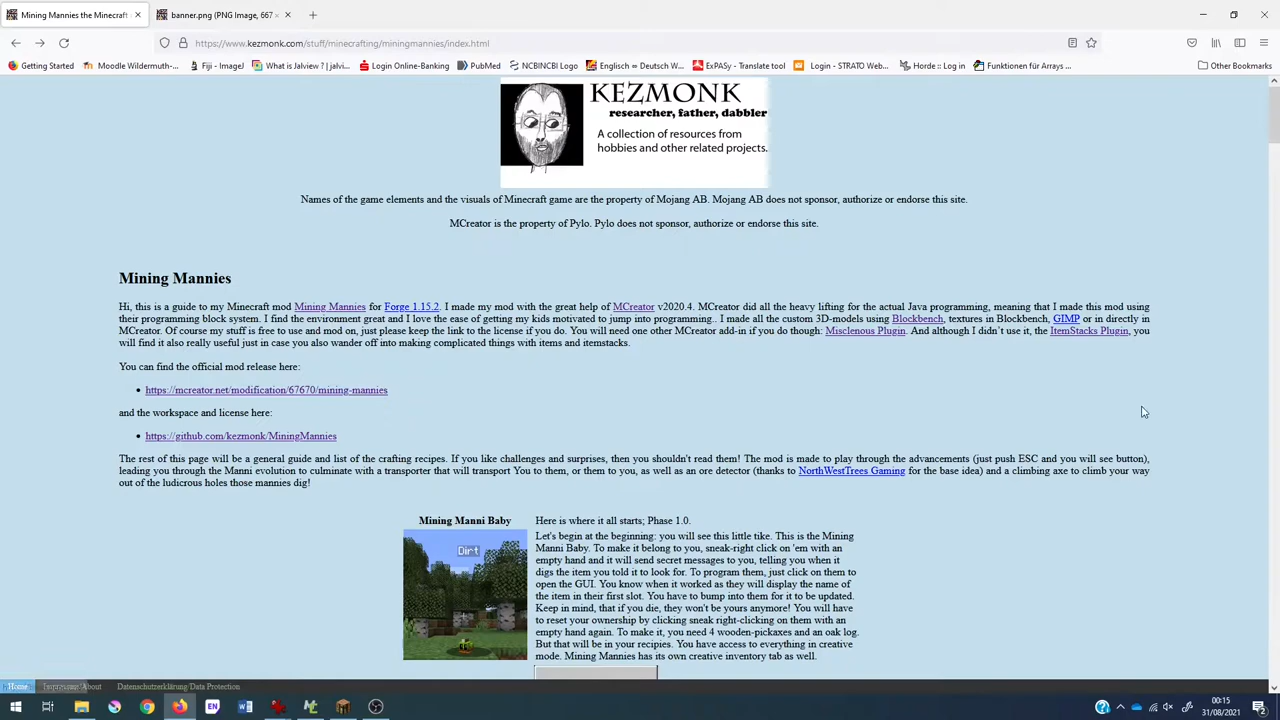 Mining Mannies the Minecraft
banner.png (PNG Image, 667 ×
https://www.kezmonk.com/stuff/minecrafting/miningmannies/index.html
Getting Started Moodle Wildermuth-... Fiji - ImageJ What is Jalview? | jalvi... Login Online-Banking PubMed NCBINCBI Logo Englisch ∞ Deutsch W... ExPASy - Translate tool Login - STRATO Web... Horde :: Log in Funktionen für Arrays ... Other Bookmarks
KEZMONK
researcher, father, dabbler
A collection of resources from
hobbies and other related projects.
Names of the game elements and the visuals of Minecraft game are the property of Mojang AB. Mojang AB does not sponsor, authorize or endorse this site.
MCreator is the property of Pylo. Pylo does not sponsor, authorize or endorse this site.
Mining Mannies
Hi, this is a guide to my Minecraft mod Mining Mannies for Forge 1.15.2. I made my mod with the great help of MCreator v2020.4. MCreator did all the heavy lifting for the actual Java programming, meaning that I made this mod using
their programming block system. I find the environment great and I love the ease of getting my kids motivated to jump into programming.. I made all the custom 3D-models using Blockbench, textures in Blockbench, GIMP or in directly in
MCreator. Of course my stuff is free to use and mod on, just please keep the link to the license if you do. You will need one other MCreator add-in if you do though: Misclenous Plugin. And although I didn't use it, the ItemStacks Plugin, you
will find it also really useful just in case you also wander off into making complicated things with items and itemstacks.
You can find the official mod release here:
• https://mcreator.net/modification/67670/mining-mannies
and the workspace and license here:
• https://github.com/kezmonk/MiningMannies
The rest of this page will be a general guide and list of the crafting recipes. If you like challenges and surprises, then you shouldn't read them! The mod is made to play through the advancements (just push ESC and you will see button),
leading you through the Manni evolution to culminate with a transporter that will transport You to them, or them to you, as well as an ore detector (thanks to NorthWestTrees Gaming for the base idea) and a climbing axe to climb your way
out of the ludicrous holes those mannies dig!
Mining Manni Baby
Dirt
Here is where it all starts; Phase 1.0.
Let's begin at the beginning: you will see this little tike. This is the Mining
Manni Baby. To make it belong to you, sneak-right click on 'em with an
empty hand and it will send secret messages to you, telling you when it
digs the item you told it to look for. To program them, just click on them to
open the GUI. You know when it worked as they will display the name of
the item in their first slot. You have to bump into them for it to be updated.
Keep in mind, that if you die, they won't be yours anymore! You will have
to reset your ownership by clicking sneak right-clicking on them with an
empty hand again. To make it, you need 4 wooden-pickaxes and an oak log.
But that will be in your recipies. You have access to everything in creative
mode. Mining Mannies has its own creative inventory tab as well.
Home Impressum/About Datenschutzerklärung/Data Protection
EN
00:15
31/08/2021
2